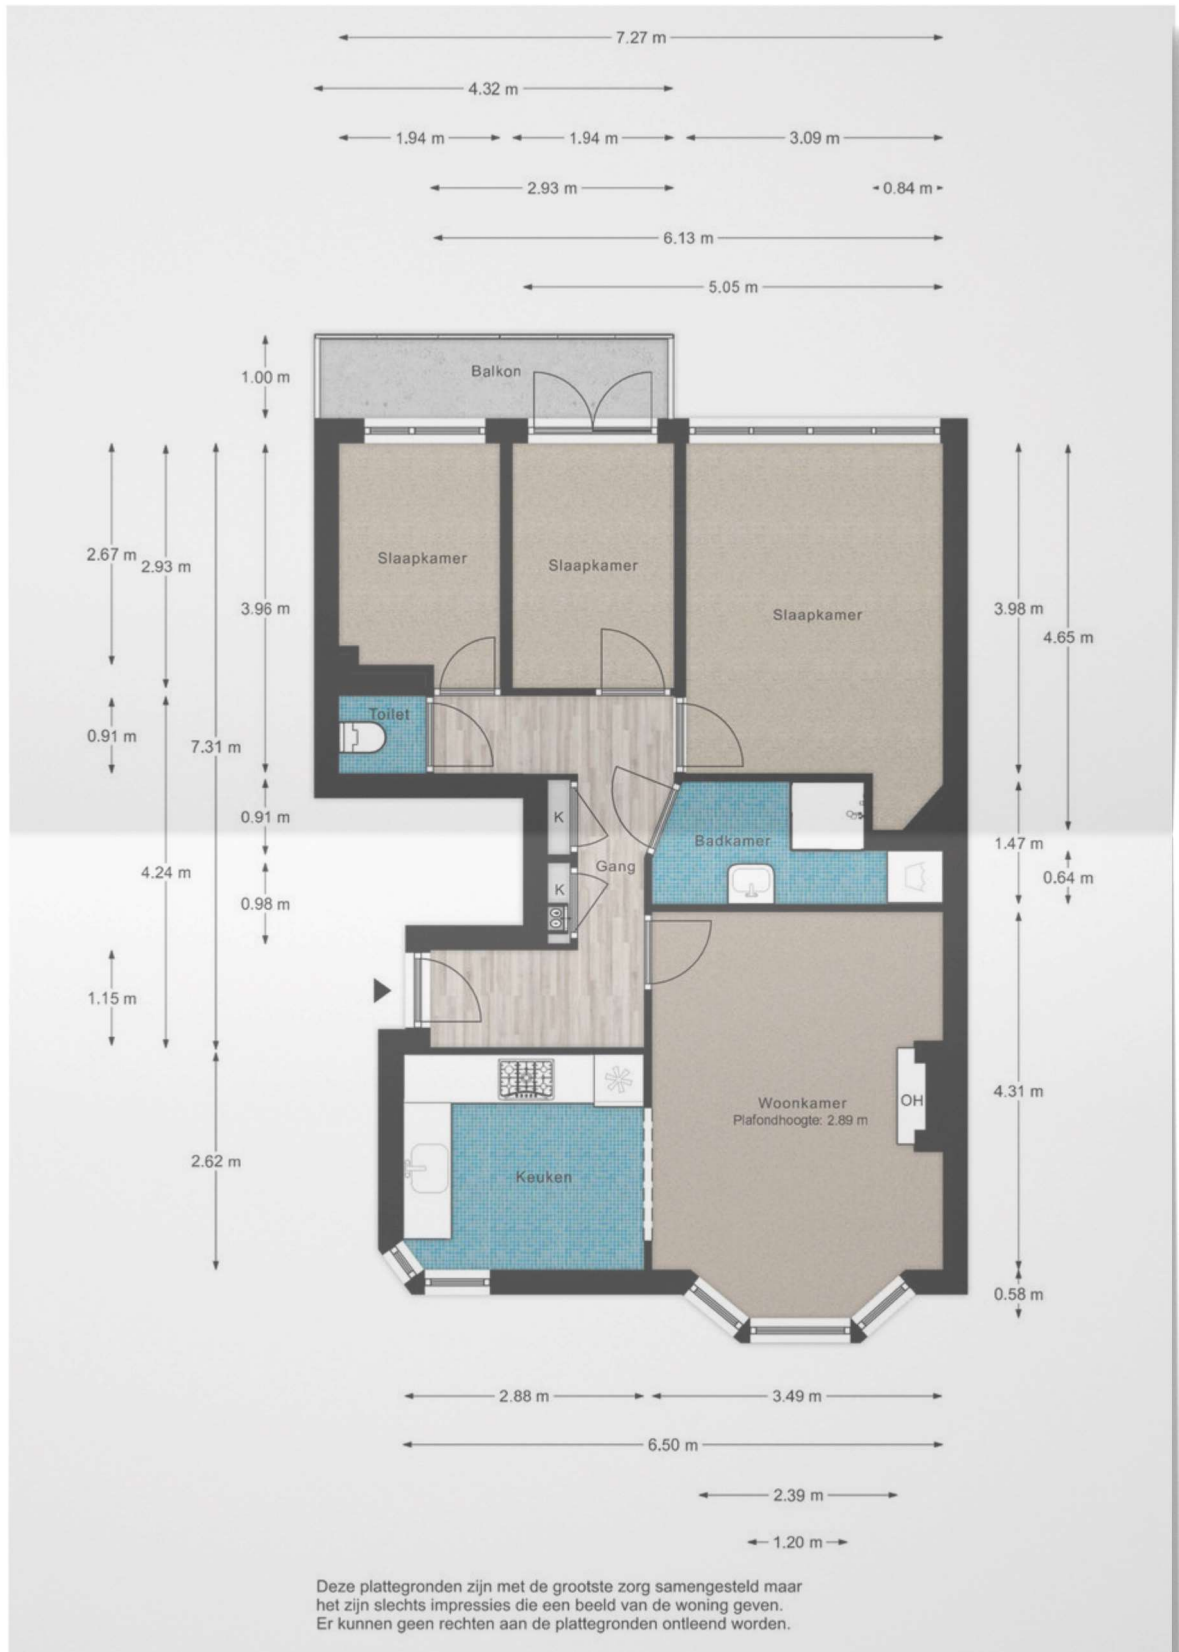 7.27 m
4.32 m
1.94 m 1.94 m 3.09 m
2.93 m 0.84 m
6.13 m
5.05 m
Balkon
1.00 m
2.67 m 2.93 m 3.96 m Slaapkamer Slaapkamer Slaapkamer 3.98 m 4.65 m
Toilet
0.91 m 7.31 m
0.91 m K Badkamer 1.47 m
4.24 m Gang 0.64 m
0.98 m K
1.15 m
Woonkamer OH 4.31 m
Plafondhoogte: 2.89 m
2.62 m Keuken
0.58 m
2.88 m 3.49 m
6.50 m
2.39 m
1.20 m
Deze plattegronden zijn met de grootste zorg samengesteld maar
het zijn slechts impressies die een beeld van de woning geven.
Er kunnen geen rechten aan de plattegronden ontleend worden.